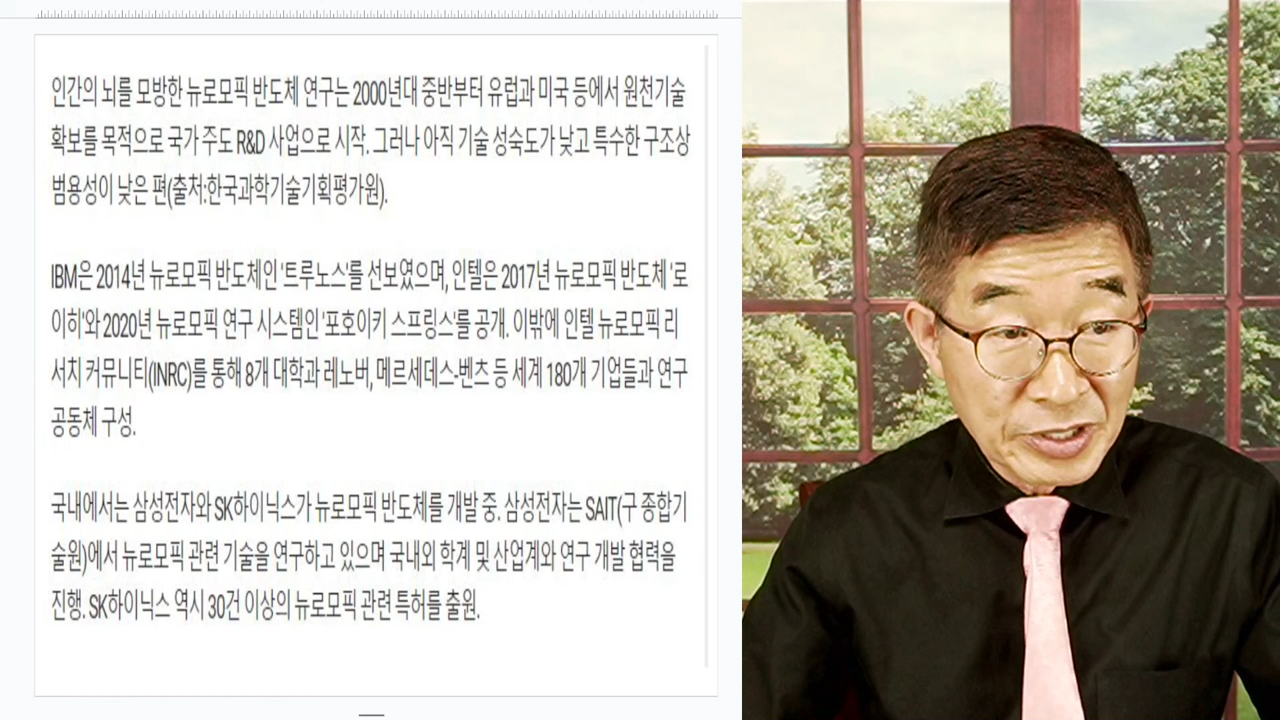 인간의 뇌를 모방한 뉴로모픽 반도체 연구는 2000년대 중반부터 유럽과 미국 등에서 원천기술
확보를 목적으로 국가 주도 R&D 사업으로 시작. 그러나 아직 기술 성숙도가 낮고 특수한 구조상
범용성이 낮은 편(출처:한국과학기술기획평가원).
IBM은 2014년 뉴로모픽 반도체인 '트루노스'를 선보였으며, 인텔은 2017년 뉴로모픽 반도체 '로
이히'와 2020년 뉴로모픽 연구 시스템인 '포호이키 스프링스'를 공개. 이밖에 인텔 뉴로모픽 리
서치 커뮤니티(INRC)를 통해 8개 대학과 레노버, 메르세데스-벤츠 등 세계 180개 기업들과 연구
공동체 구성.
국내에서는 삼성전자와 SK하이닉스가 뉴로모픽 반도체를 개발 중. 삼성전자는 SAIT(구 종합기
술원)에서 뉴로모픽 관련 기술을 연구하고 있으며 국내외 학계 및 산업계와 연구 개발 협력을
진행. SK하이닉스 역시 30건 이상의 뉴로모픽 관련 특허를 출원.